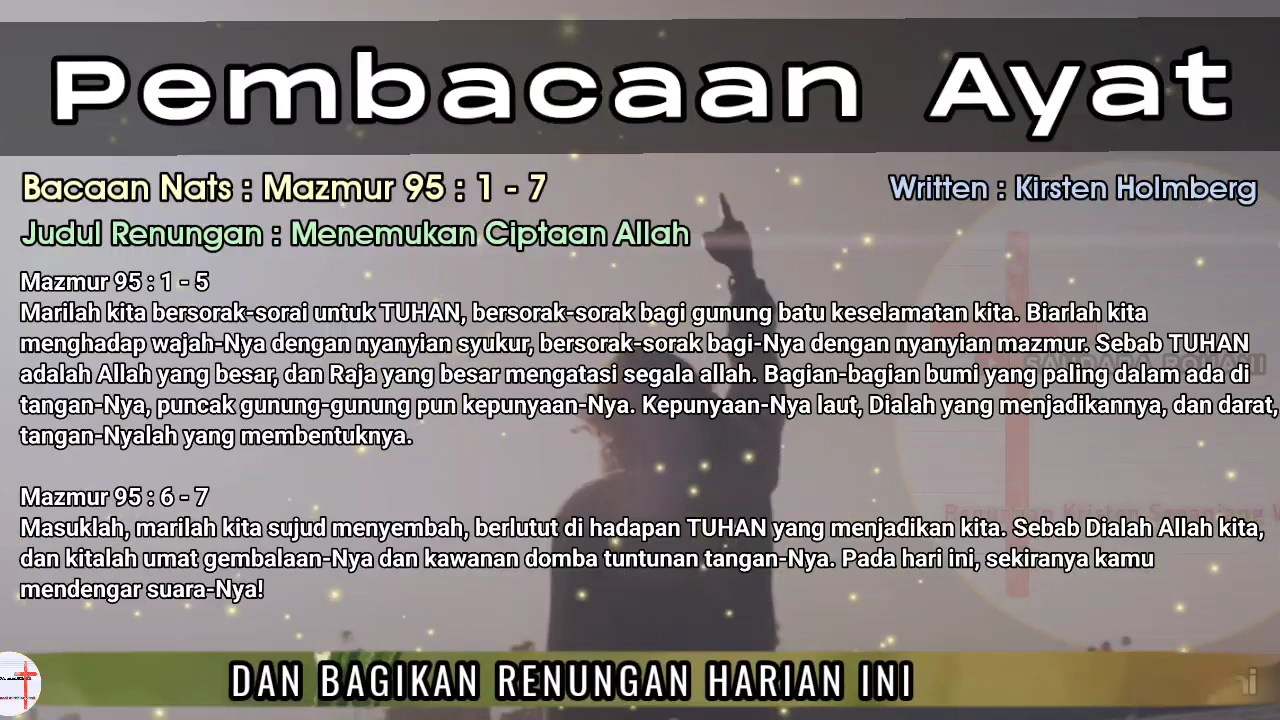 Pembacaan Ayat
Bacaan Nats : Mazmur 95 : 1 - 7
Written : Kirsten Holmberg
Judul Renungan : Menemukan Ciptaan Allah
Mazmur 95 : 1 - 5
Marilah kita bersorak-sorai untuk TUHAN, bersorak-sorak bagi gunung batu keselamatan kita. Biarlah kita
menghadap wajah-Nya dengan nyanyian syukur, bersorak-sorak bagi-Nya dengan nyanyian mazmur. Sebab TUHAN
adalah Allah yang besar, dan Raja yang besar mengatasi segala allah. Bagian-bagian bumi yang paling dalam ada di
tangan-Nya, puncak gunung-gunung pun kepunyaan-Nya. Kepunyaan-Nya laut, Dialah yang menjadikannya, dan darat,
tangan-Nyalah yang membentuknya.
Mazmur 95 : 6 - 7
Masuklah, marilah kita sujud menyembah, berlutut di hadapan TUHAN yang menjadikan kita. Sebab Dialah Allah kita,
dan kitalah umat gembalaan-Nya dan kawanan domba tuntunan tangan-Nya. Pada hari ini, sekiranya kamu
mendengar suara-Nya!
DAN BAGIKAN RENUNGAN HARIAN INI